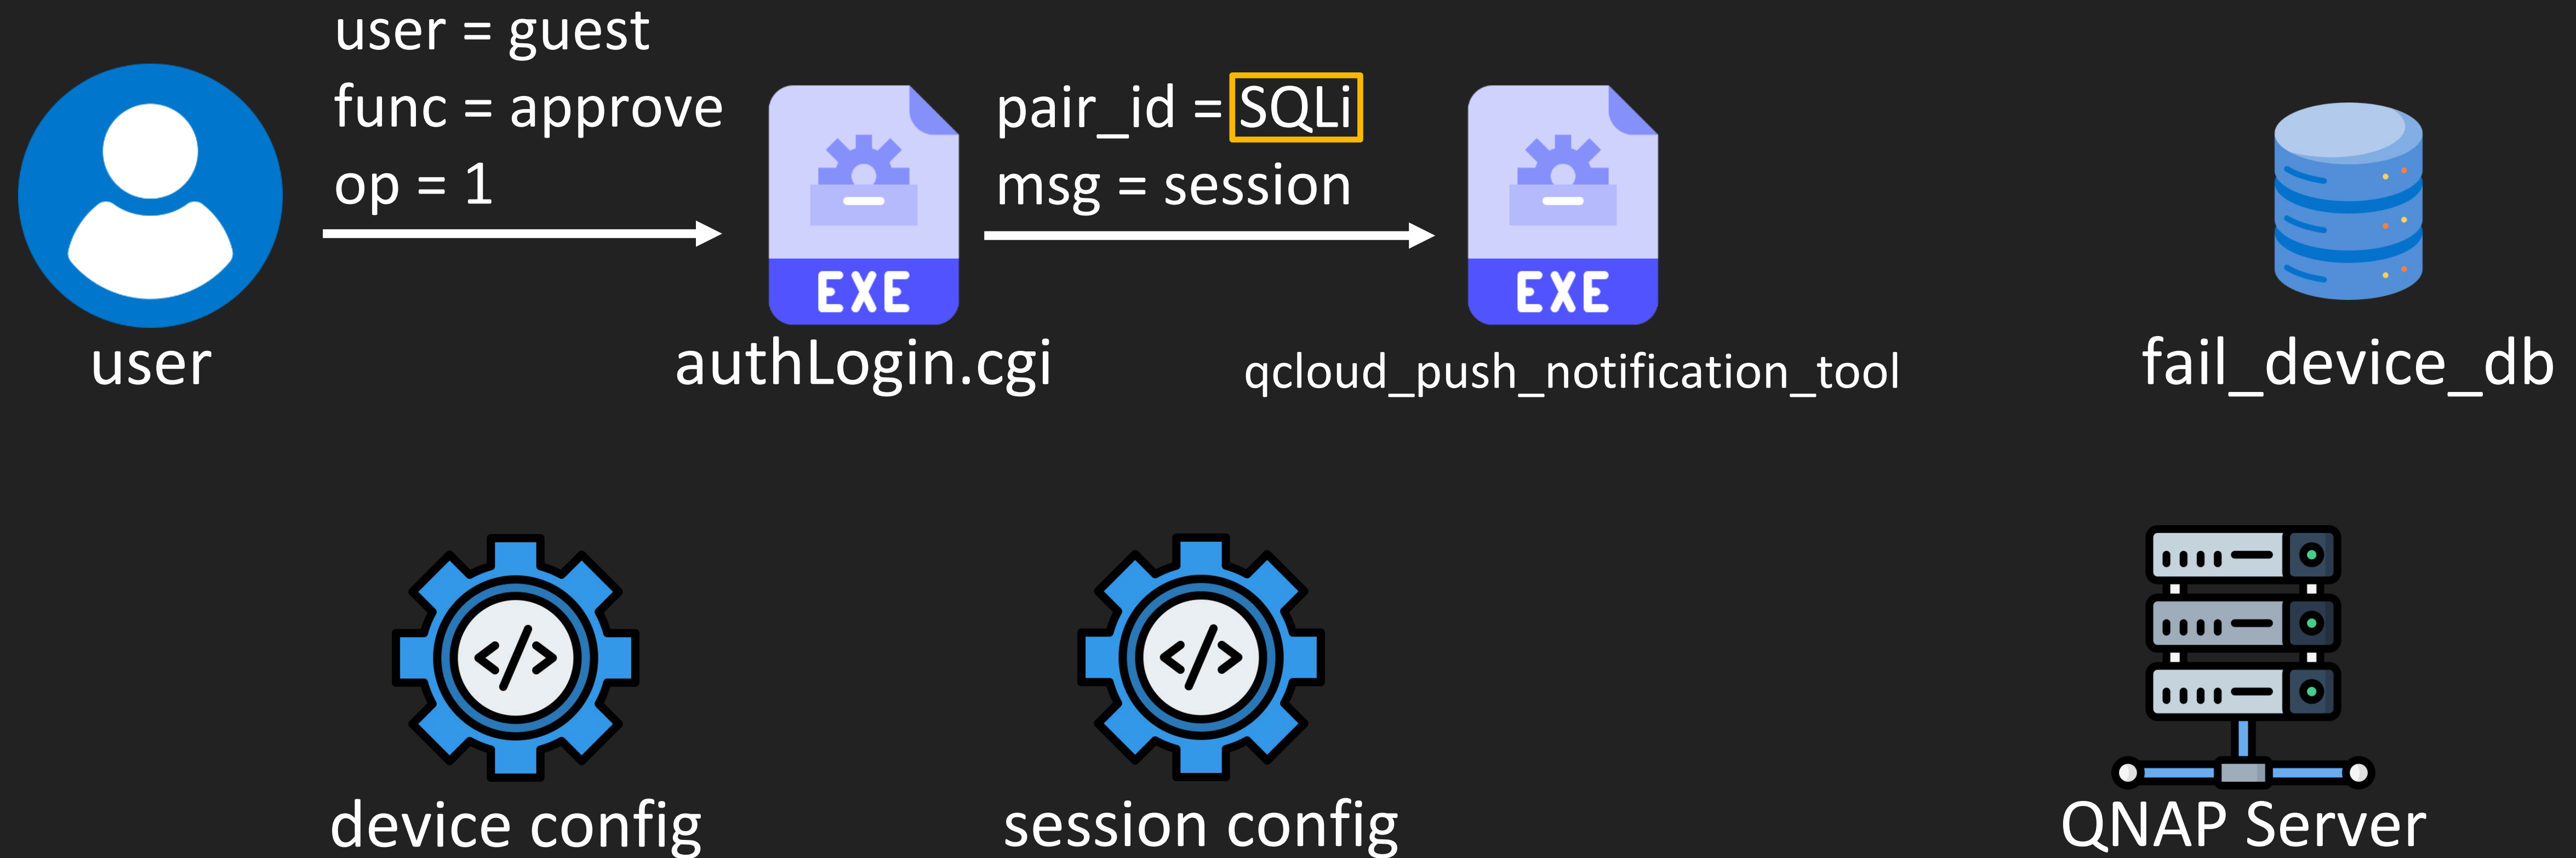 user = guest
func = approve
op = 1
pair_id = SQLi
msg = session
EXE
EXE
user
authLogin.cgi
qcloud_push_notification_tool
fail_device_db
</>
</>
device config
session config
QNAP Server